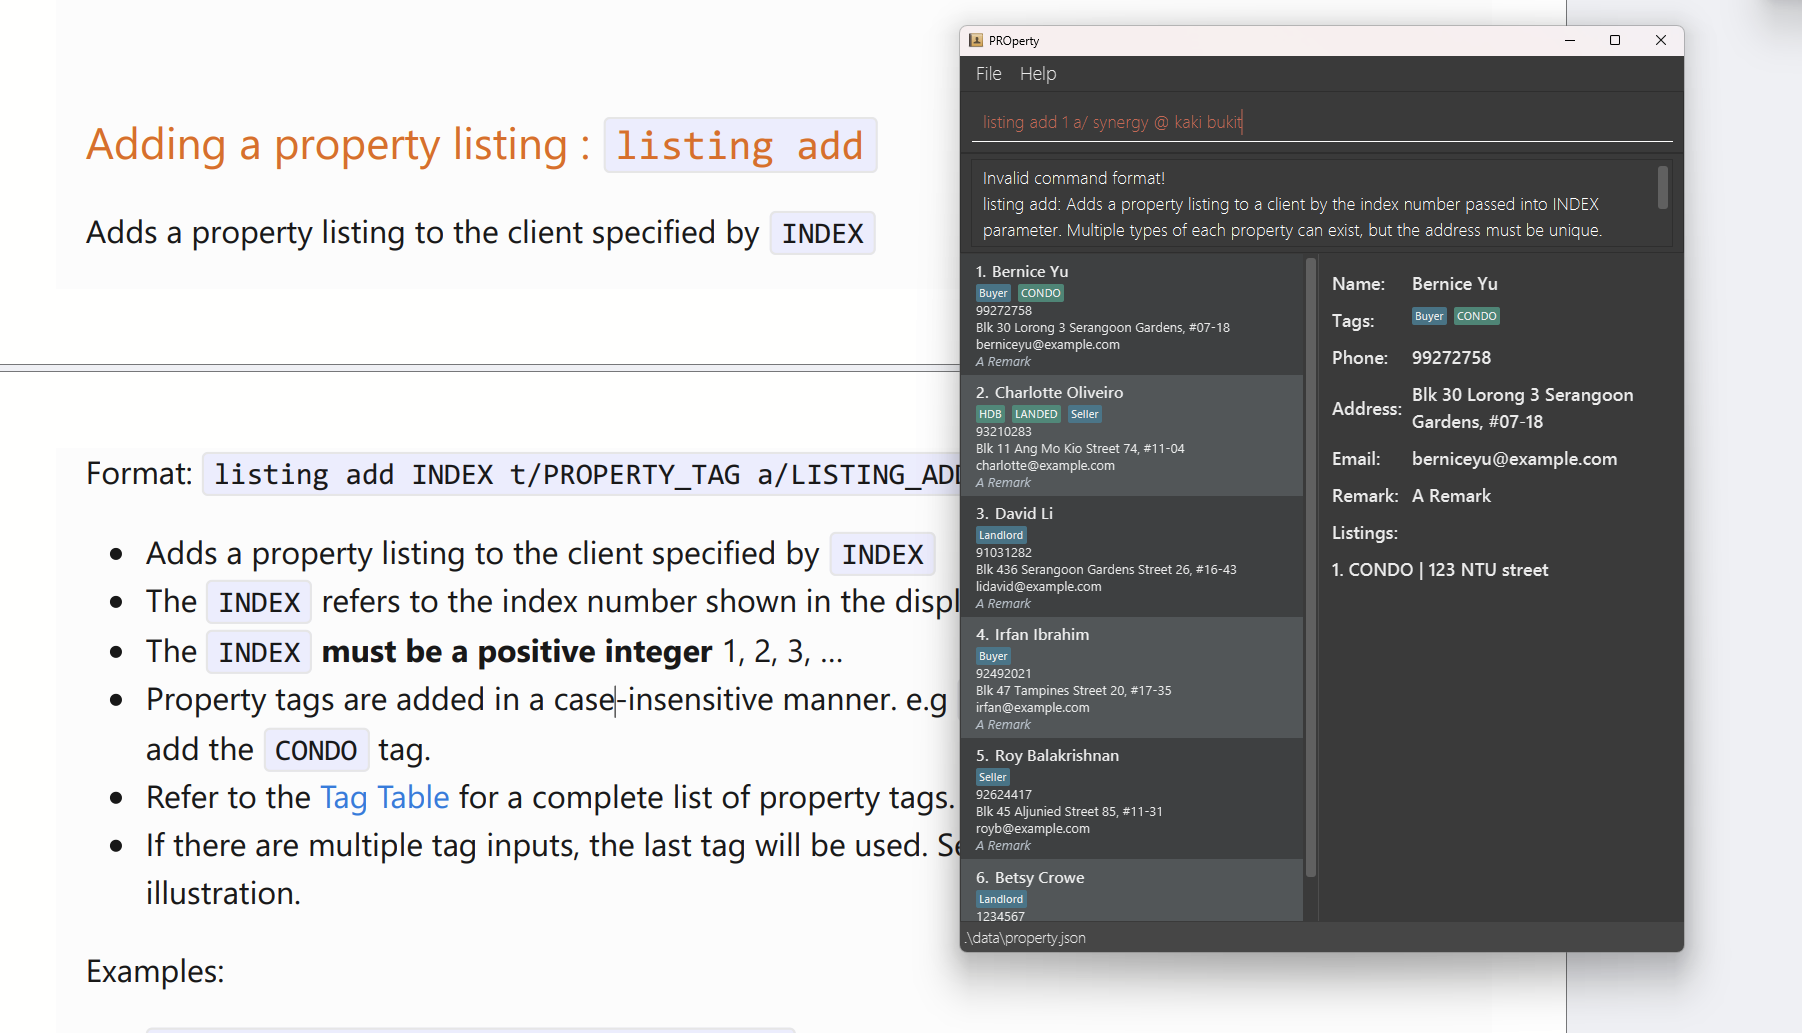 Adding a property listing : listing add
Adds a property listing to the client specified by INDEX
Format: listing add INDEX t/PROPERTY_TAG a/LISTING_ADD
Adds a property listing to the client specified by INDEX
The INDEX refers to the index number shown in the displ
The INDEX must be a positive integer 1, 2, 3, ...
Property tags are added in a case-insensitive manner. e.g
add the CONDO tag.
Refer to the Tag Table for a complete list of property tags.
If there are multiple tag inputs, the last tag will be used. Se
illustration.
Examples:
PROperty
File Help
listing add 1 a/ synergy @ kaki bukit
Invalid command format!
listing add: Adds a property listing to a client by the index number passed into INDEX
parameter. Multiple types of each property can exist, but the address must be unique.
1. Bernice Yu
Buyer CONDO
99272758
Blk 30 Lorong 3 Serangoon Gardens, #07-18
berniceyu@example.com
A Remark
2. Charlotte Oliveiro
HDB LANDED Seller
93210283
Blk 11 Ang Mo Kio Street 74, #11-04
charlotte@example.com
A Remark
3. David Li
Landlord
91031282
Blk 436 Serangoon Gardens Street 26, #16-43
lidavid@example.com
A Remark
4. Irfan Ibrahim
Buyer
92492021
Blk 47 Tampines Street 20, #17-35
irfan@example.com
A Remark
5. Roy Balakrishnan
Seller
92624417
Blk 45 Aljunied Street 85, #11-31
royb@example.com
A Remark
6. Betsy Crowe
Landlord
1234567
Name: Bernice Yu
Tags: Buyer CONDO
Phone: 99272758
Address: Blk 30 Lorong 3 Serangoon
Gardens, #07-18
Email: berniceyu@example.com
Remark: A Remark
Listings:
1. CONDO | 123 NTU street
.\data\property.json